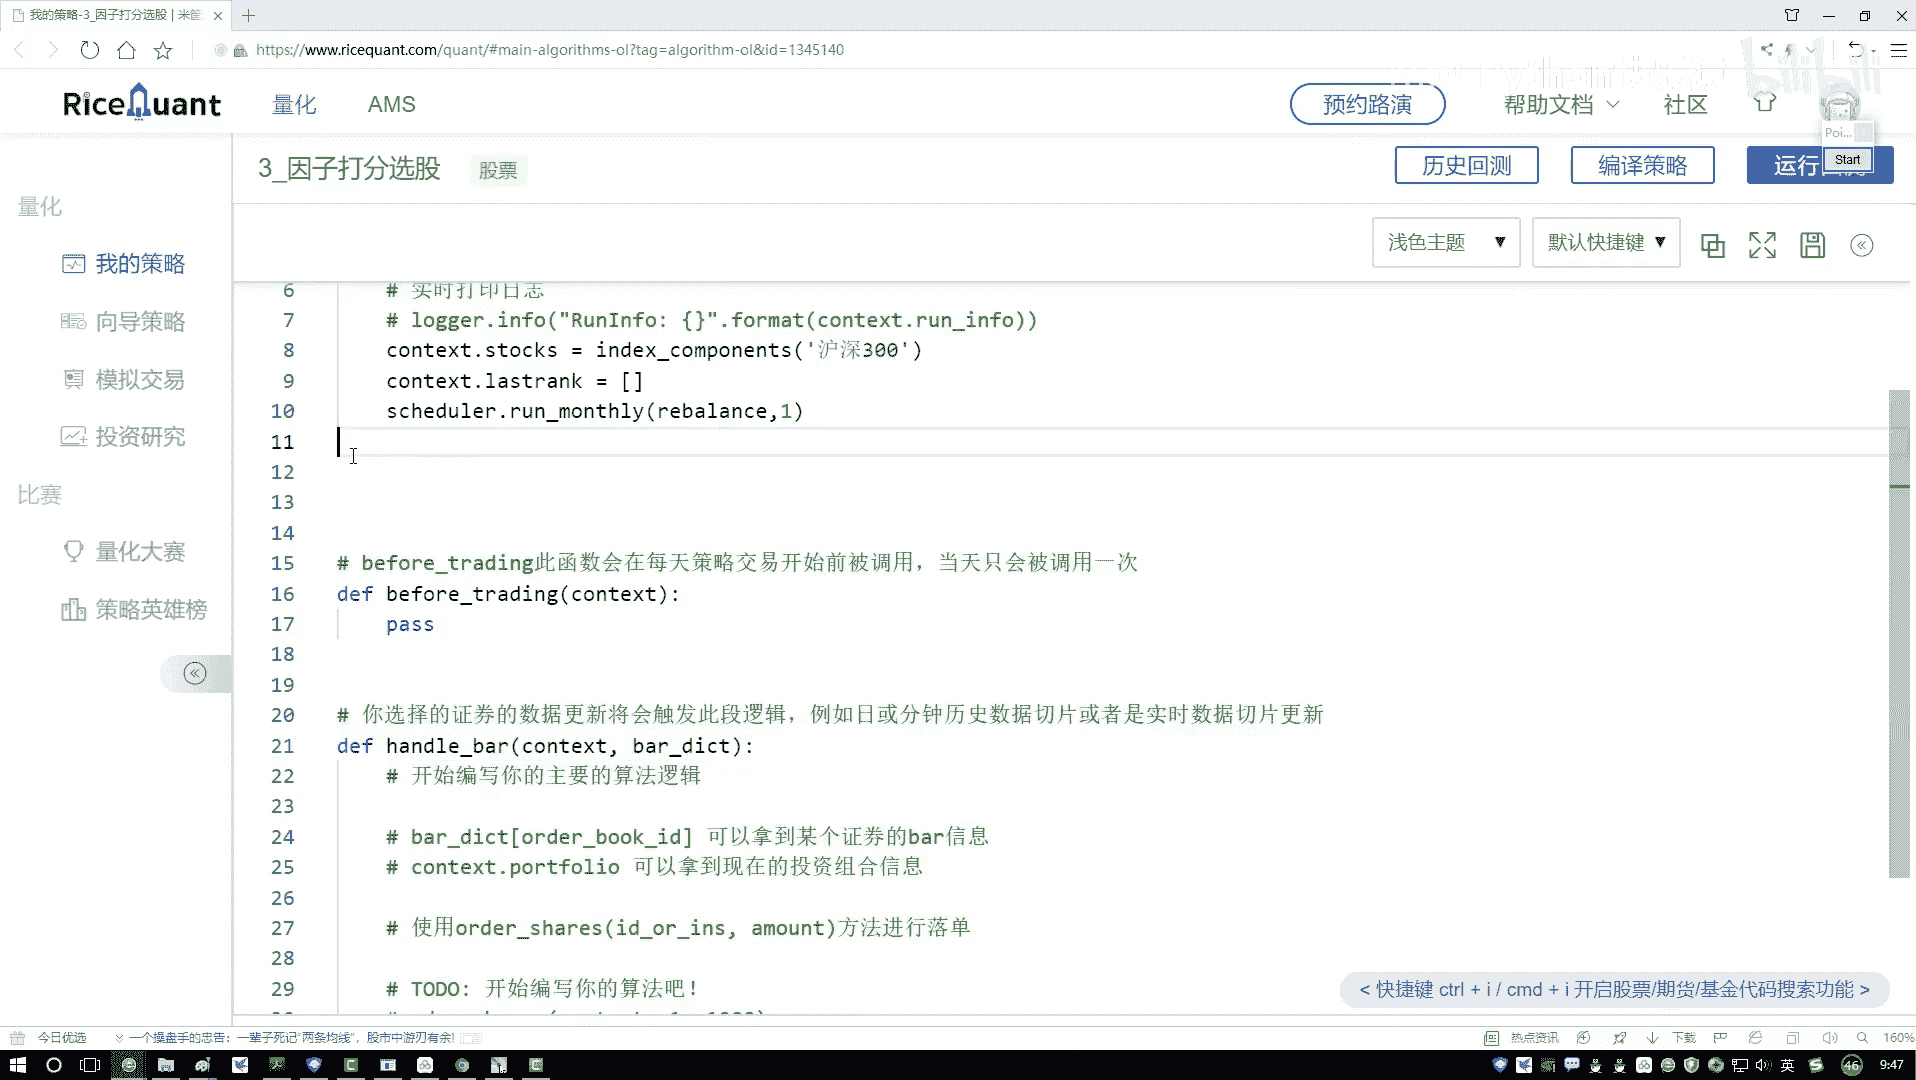 我的策略-3_因子打分选股 | 米筐
https://www.ricequant.com/quant/#main-algorithms-ol?tag=algorithm-ol&id=1345140
bilibili
RiceQuant
量化
AMS
预约路演
帮助文档
社区
Poi...
Start
3_因子打分选股
股票
历史回测
编译策略
运行
量化
我的策略
向导策略
模拟交易
投资研究
比赛
量化大赛
策略英雄榜
浅色主题 ▼
默认快捷键 ▼
6 # 实时打印日志
7 # logger.info("RunInfo: {}".format(context.run_info))
8 context.stocks = index_components('沪深300')
9 context.lastrank = []
10 scheduler.run_monthly(rebalance,1)
11
12
13
14
15 # before_trading此函数会在每天策略交易开始前被调用，当天只会被调用一次
16 def before_trading(context):
17 pass
18
19
20 # 你选择的证券的数据更新将会触发此段逻辑，例如日或分钟历史数据切片或者是实时数据切片更新
21 def handle_bar(context, bar_dict):
22 # 开始编写你的主要的算法逻辑
23
24 # bar_dict[order_book_id] 可以拿到某个证券的bar信息
25 # context.portfolio 可以拿到现在的投资组合信息
26
27 # 使用order_shares(id_or_ins, amount)方法进行落单
28
29 # TODO: 开始编写你的算法吧！
< 快捷键 ctrl + i / cmd + i 开启股票/期货/基金代码搜索功能 >
今日优选
一个操盘手的忠告：一辈子死记"两条均线"，股市中游刃有余!
热点资讯
下载
160%
英
46
9:47